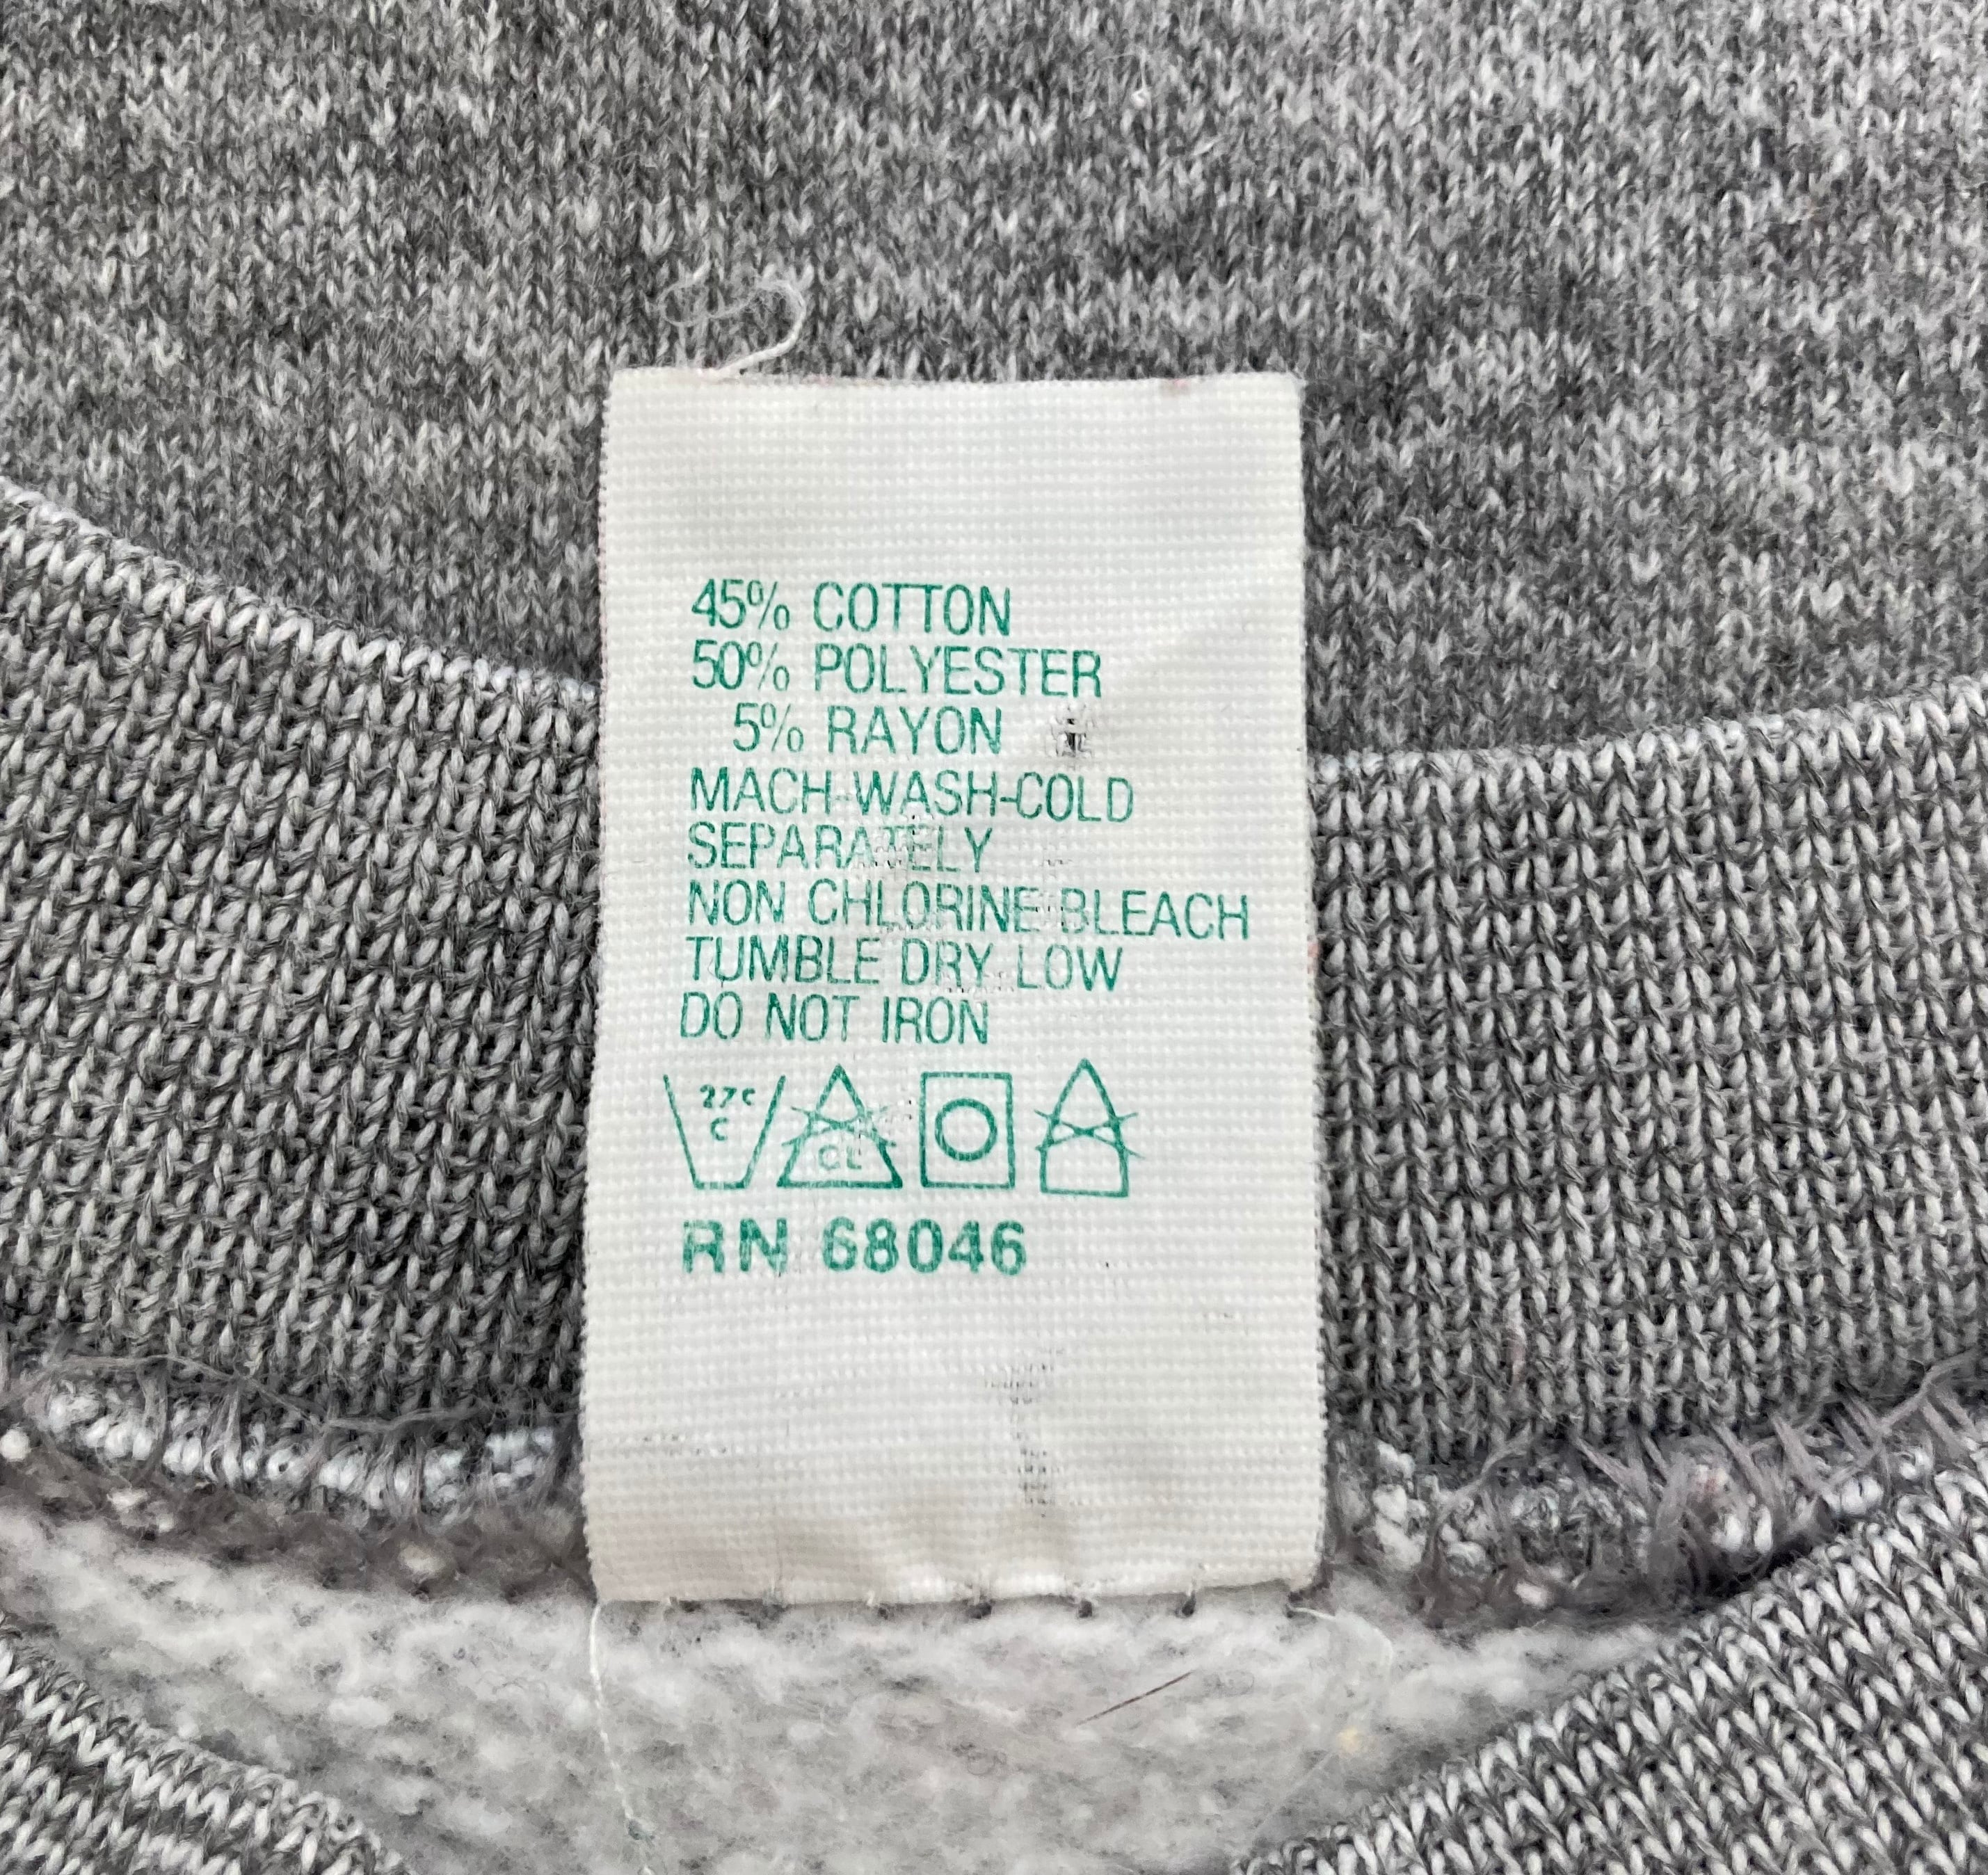 45% COTTON
50% POLYESTER
5% RAYON
MACH-WASH-COLD
SEPARATELY
NON CHLORINE BLEACH
TUMBLE DRY LOW
DO NOT IRON
27c
C
CL
RN 68046